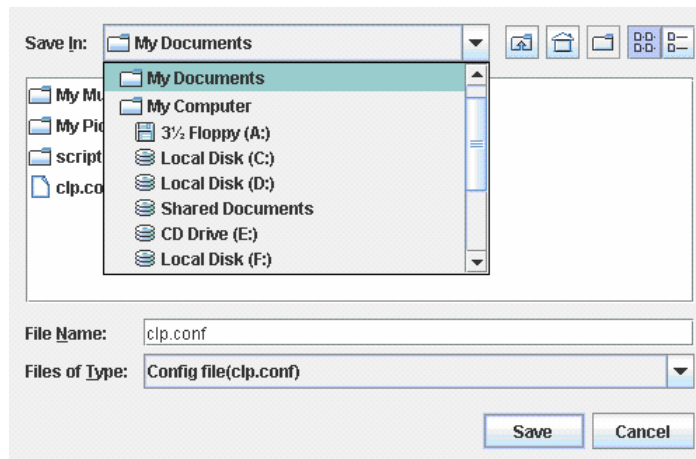 Save In: My Documents
My Documents
My Computer
3½ Floppy (A:)
Local Disk (C:)
Local Disk (D:)
Shared Documents
CD Drive (E:)
Local Disk (F:)
My
My
script
clp.co
File Name: clp.conf
Files of Type: Config file(clp.conf)
Save Cancel